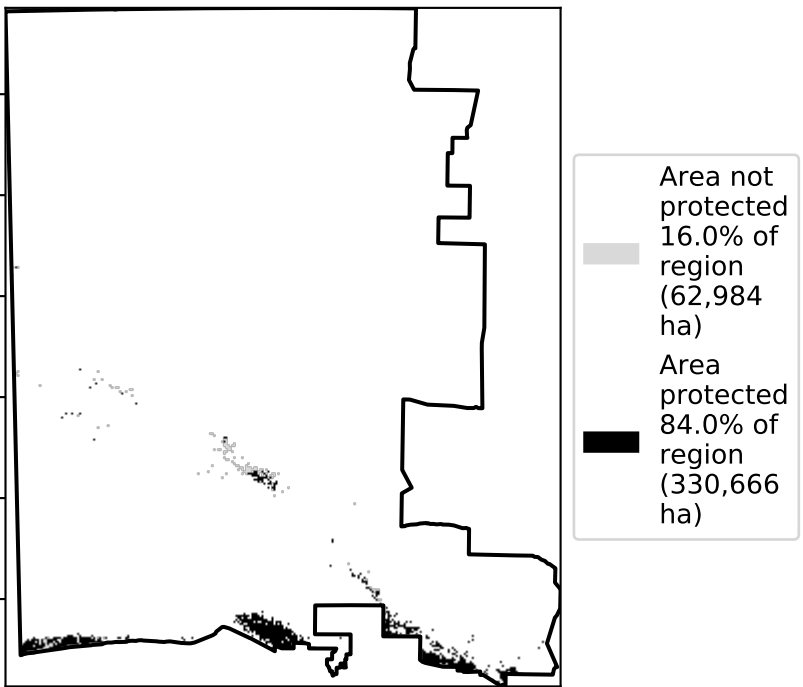 Area not
protected
16.0% of
region
(62,984
ha)
Area
protected
84.0% of
region
(330,666
ha)